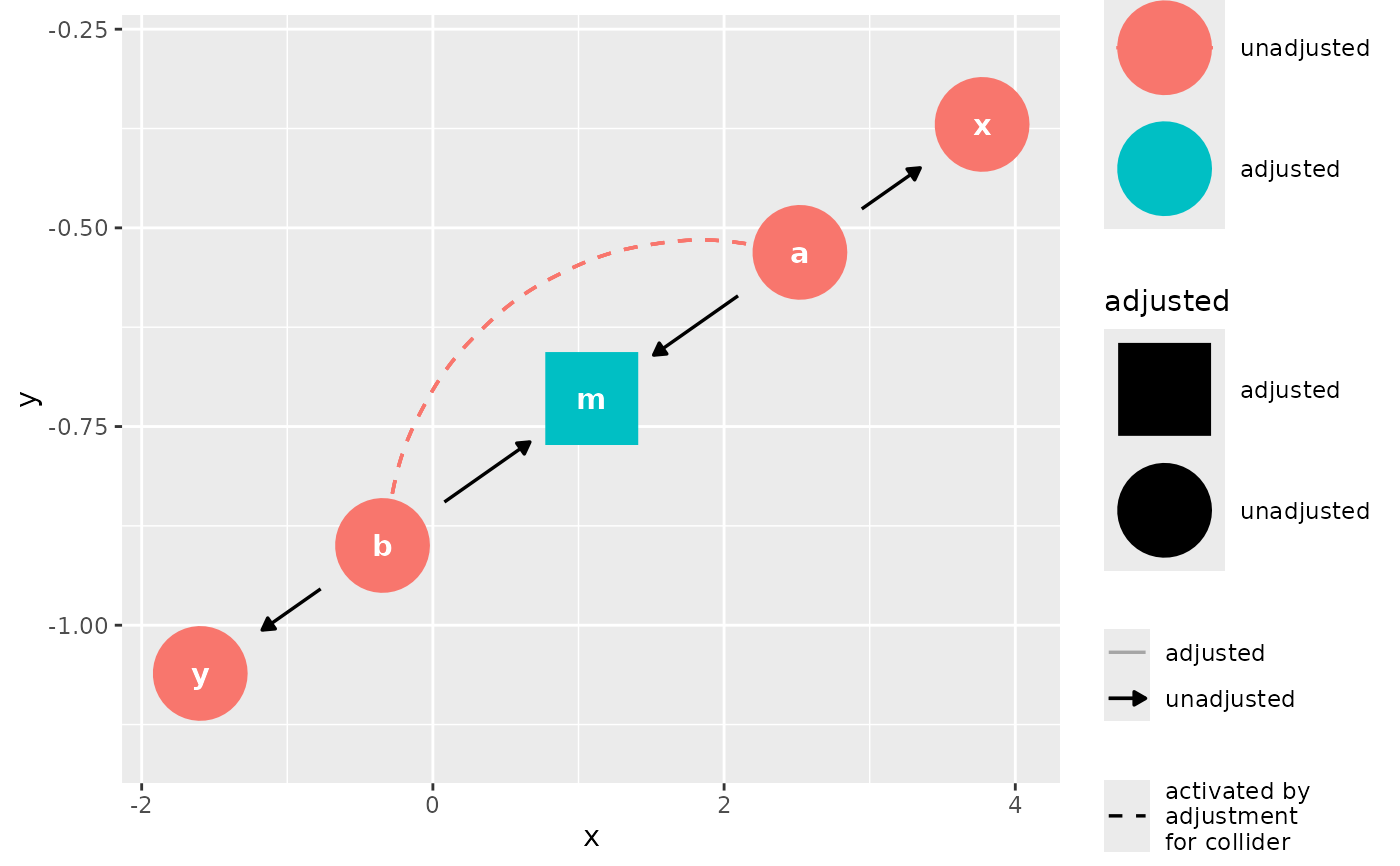 -0.25
-0.50
-0.75
-1.00
y
-2
0
2
4
x
x
a
m
b
y
unadjusted
adjusted
adjusted
adjusted
unadjusted
adjusted
unadjusted
activated by
adjustment
for collider